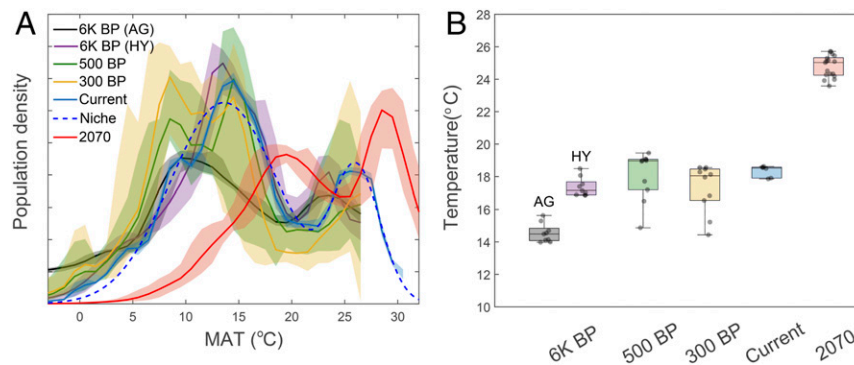 A
6K BP (AG)
6K BP (HY)
500 BP
300 BP
Current
Niche
2070
Population density
0 5 10 15 20 25 30
MAT (°C)
B
Temperature(°C)
28
26
24
22
20
18
16
14
12
10
AG
HY
6K BP 500 BP 300 BP Current 2070